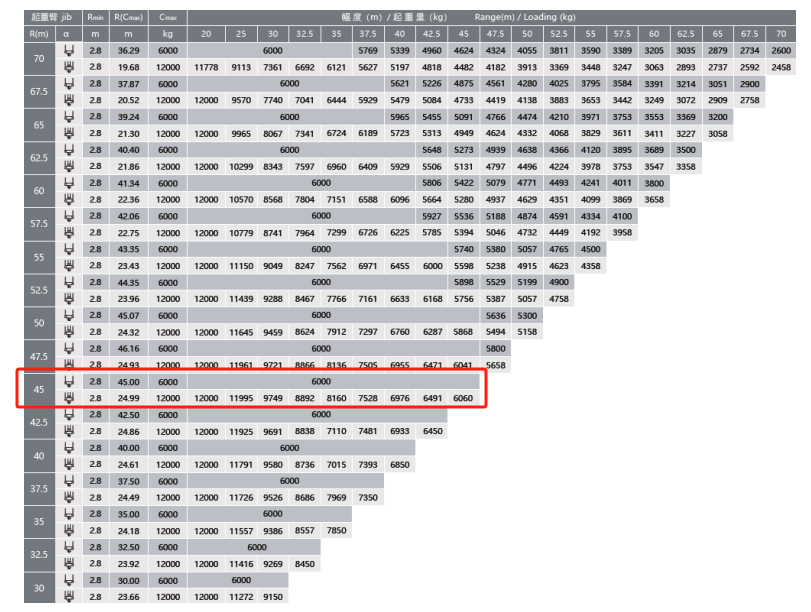 起重臂 jib Rmin R(Cmax) Cmax 幅 度（m）/ 起 重 量（kg） Range(m) / Loading (kg)
R(m) α m m kg 20 25 30 32.5 35 37.5 40 42.5 45 47.5 50 52.5 55 57.5 60 62.5 65 67.5 70
70 2.8 36.29 6000 6000 5769 5339 4960 4624 4324 4055 3811 3590 3389 3205 3035 2879 2734 2600
2.8 19.68 12000 11778 9113 7361 6692 6121 5627 5197 4818 4482 4182 3913 3369 3448 3247 3063 2893 2737 2592 2458
67.5 2.8 37.87 6000 6000 5621 5226 4875 4561 4280 4025 3795 3584 3391 3214 3051 2900
2.8 20.52 12000 12000 9570 7740 7041 6444 5929 5479 5084 4733 4419 4138 3883 3653 3442 3249 3072 2909 2758
65 2.8 39.24 6000 6000 5965 5455 5091 4766 4474 4210 3971 3753 3553 3369 3200
2.8 21.30 12000 12000 9965 8067 7341 6724 6189 5723 5313 4949 4624 4332 4068 3829 3611 3411 3227 3058
62.5 2.8 40.40 6000 6000 5648 5273 4939 4638 4366 4120 3895 3689 3500
2.8 21.86 12000 12000 10299 8343 7597 6960 6409 5929 5506 5131 4797 4496 4224 3978 3753 3547 3358
60 2.8 41.34 6000 6000 5806 5422 5079 4771 4493 4241 4011 3800
2.8 22.36 12000 12000 10570 8568 7804 7151 6588 6096 5664 5280 4937 4629 4351 4099 3869 3658
57.5 2.8 42.06 6000 6000 5927 5536 5188 4874 4591 4334 4100
2.8 22.75 12000 12000 10779 8741 7964 7299 6726 6225 5785 5394 5046 4732 4449 4192 3958
55 2.8 43.35 6000 6000 5740 5380 5057 4765 4500
2.8 23.43 12000 12000 11150 9049 8247 7562 6971 6455 6000 5598 5238 4915 4623 4358
52.5 2.8 44.35 6000 6000 5898 5529 5199 4900
2.8 23.96 12000 12000 11439 9288 8467 7766 7161 6633 6168 5756 5387 5057 4758
50 2.8 45.07 6000 6000 5636 5300
2.8 24.32 12000 12000 11645 9459 8624 7912 7297 6760 6287 5868 5494 5158
47.5 2.8 46.16 6000 6000 5800
2.8 24.93 12000 12000 11961 9721 8866 8136 7505 6955 6471 6041 5658
45 2.8 45.00 6000 6000
2.8 24.99 12000 12000 11995 9749 8892 8160 7528 6976 6491 6060
42.5 2.8 42.50 6000 6000
2.8 24.86 12000 12000 11925 9691 8838 7110 7481 6933 6450
40 2.8 40.00 6000 6000
2.8 24.61 12000 12000 11791 9580 8736 7015 7393 6850
37.5 2.8 37.50 6000 6000
2.8 24.49 12000 12000 11726 9526 8686 7969 7350
35 2.8 35.00 6000 6000
2.8 24.18 12000 12000 11557 9386 8557 7850
32.5 2.8 32.50 6000 6000
2.8 23.92 12000 12000 11416 9269 8450
30 2.8 30.00 6000 6000
2.8 23.66 12000 12000 11272 9150